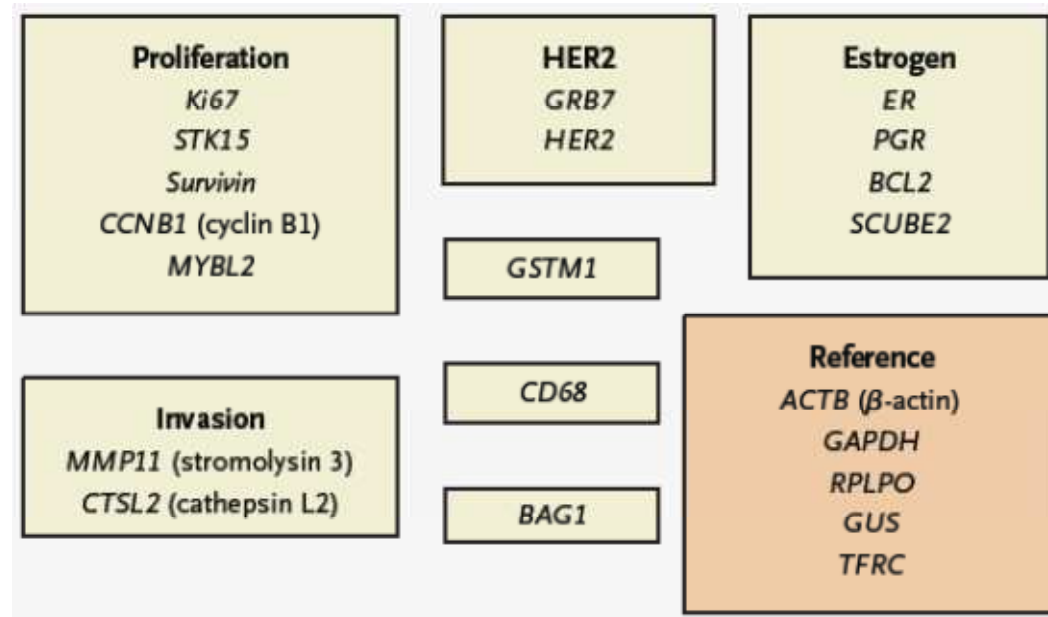 Proliferation
Ki67
STK15
Survivin
CCNB1 (cyclin B1)
MYBL2
HER2
GRB7
HER2
Estrogen
ER
PGR
BCL2
SCUBE2
GSTM1
CD68
BAG1
Invasion
MMP11 (stromolysin 3)
CTSL2 (cathepsin L2)
Reference
ACTB (β-actin)
GAPDH
RPLPO
GUS
TFRC